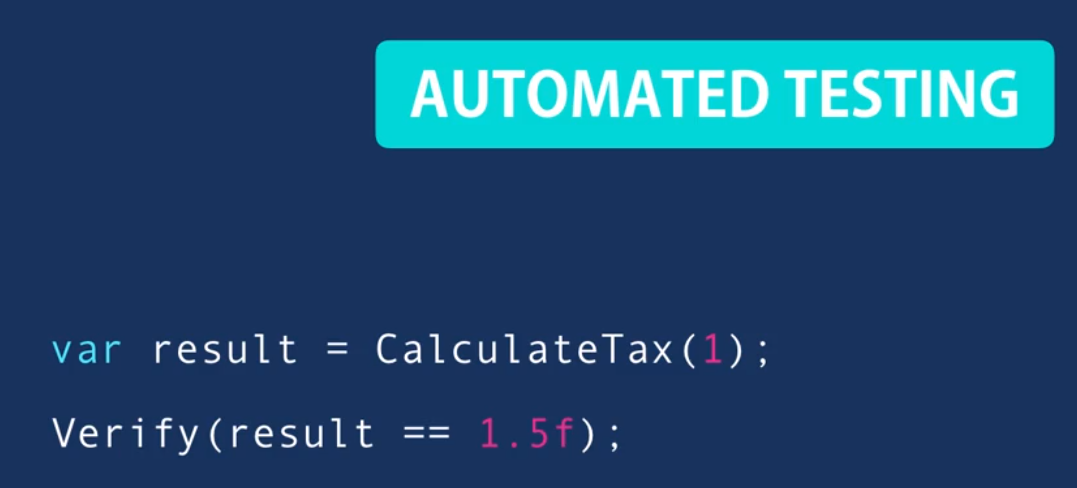 AUTOMATED TESTING
var result = CalculateTax(1);
Verify(result == 1.5f);